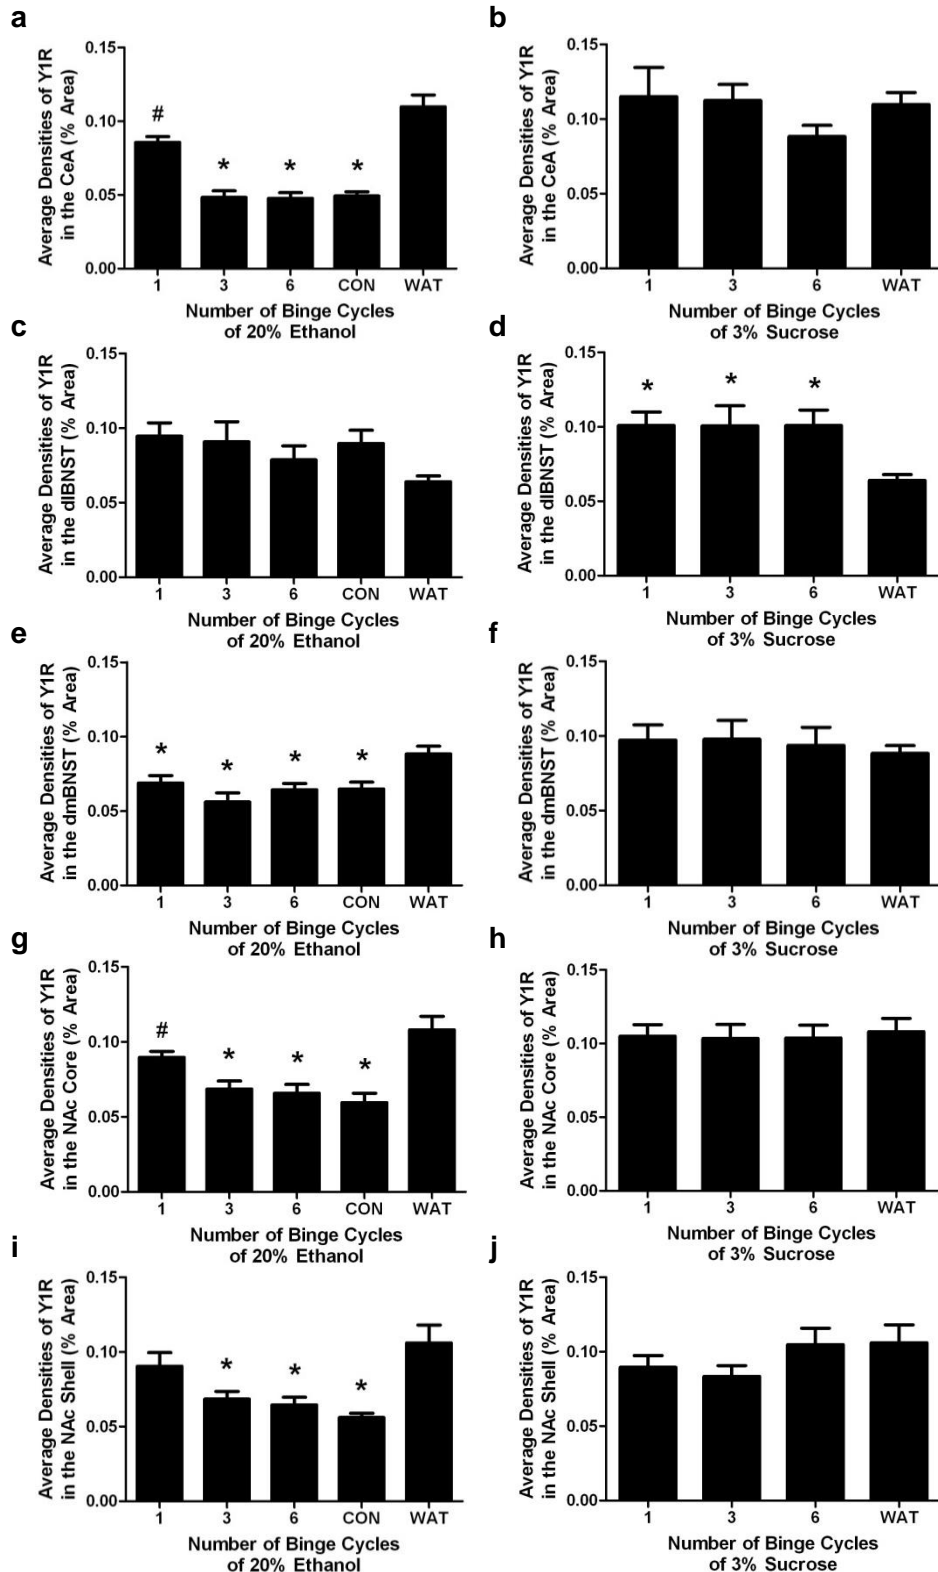 a
Average Densities of Y1R
in the CeA (% Area)
0.15
0.10
0.05
0.00
#
*
*
*
1
3
6
CON
WAT
Number of Binge Cycles
of 20% Ethanol
b
Average Densities of Y1R
in the CeA (% Area)
0.15
0.10
0.05
0.00
1
3
6
WAT
Number of Binge Cycles
of 3% Sucrose
c
Average Densities of Y1R
in the dlBNST (% Area)
0.15
0.10
0.05
0.00
1
3
6
CON
WAT
Number of Binge Cycles
of 20% Ethanol
d
Average Densities of Y1R
in the dlBNST (% Area)
0.15
0.10
0.05
0.00
*
*
*
1
3
6
WAT
Number of Binge Cycles
of 3% Sucrose
e
Average Densities of Y1R
in the dmBNST (% Area)
0.15
0.10
0.05
0.00
*
*
*
*
1
3
6
CON
WAT
Number of Binge Cycles
of 20% Ethanol
f
Average Densities of Y1R
in the dmBNST (% Area)
0.15
0.10
0.05
0.00
1
3
6
WAT
Number of Binge Cycles
of 3% Sucrose
g
Average Densities of Y1R
in the NAc Core (% Area)
0.15
0.10
0.05
0.00
#
*
*
*
1
3
6
CON
WAT
Number of Binge Cycles
of 20% Ethanol
h
Average Densities of Y1R
in the NAc Core (% Area)
0.15
0.10
0.05
0.00
1
3
6
WAT
Number of Binge Cycles
of 3% Sucrose
i
Average Densities of Y1R
in the NAc Shell (% Area)
0.15
0.10
0.05
0.00
*
*
*
1
3
6
CON
WAT
Number of Binge Cycles
of 20% Ethanol
j
Average Densities of Y1R
in the NAc Shell (% Area)
0.15
0.10
0.05
0.00
1
3
6
WAT
Number of Binge Cycles
of 3% Sucrose